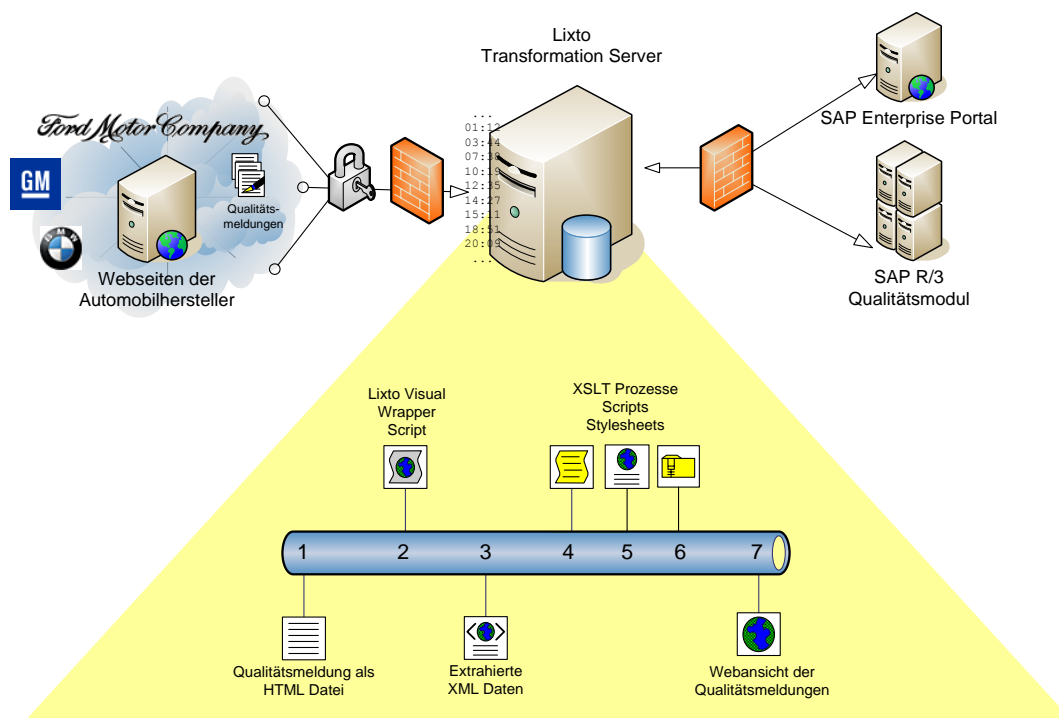 Lixto
Transformation Server
Ford Motor Company
GM
BMW
Qualitäts-
meldungen
Webseiten der
Automobilhersteller
...
01:12
03:44
07:38
10:19
12:35
14:27
15:11
18:51
20:09
...
SAP Enterprise Portal
SAP R/3
Qualitätsmodul
Lixto Visual
Wrapper
Script
XSLT Prozesse
Scripts
Stylesheets
1 2 3 4 5 6 7
Qualitätsmeldung als
HTML Datei
Extrahierte
XML Daten
Webansicht der
Qualitätsmeldungen